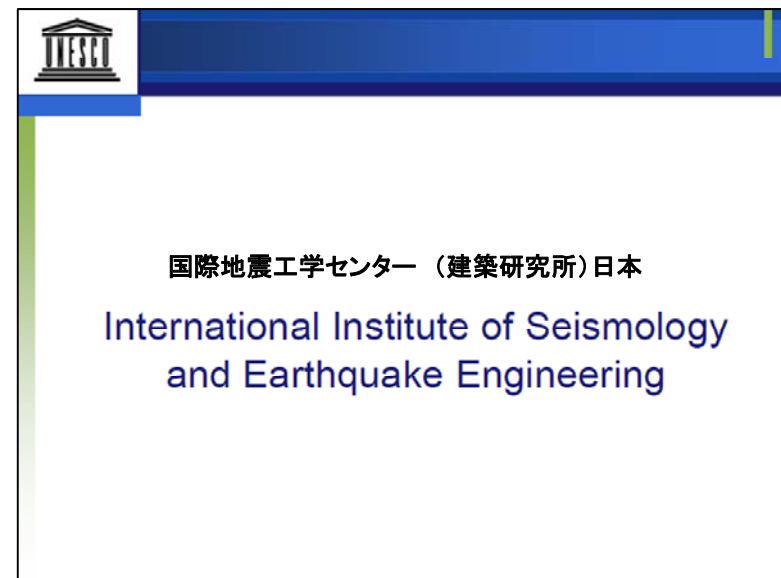 UNESCO
国際地震工学センター （建築研究所）日本
International Institute of Seismology
and Earthquake Engineering